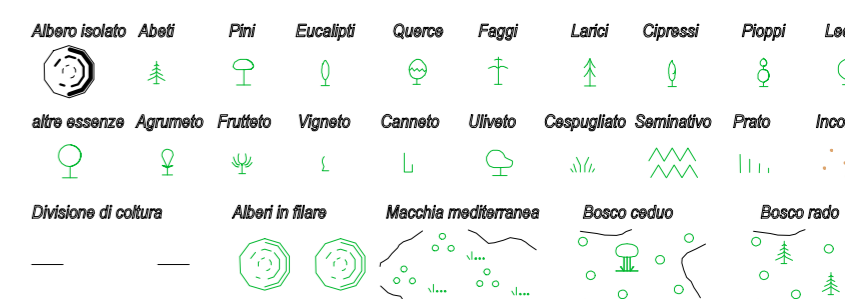 Albero isolato Abeti Pini Eucalipti Querce Faggi Larici Cipressi Pioppi
altre essenze Agrumeto Frutteto Vigneto Canneto Uliveto Cespugliato Seminativo Prato
Divisione di coltura Alberi in filare Macchia mediterranea Bosco ceduo Bosco rado